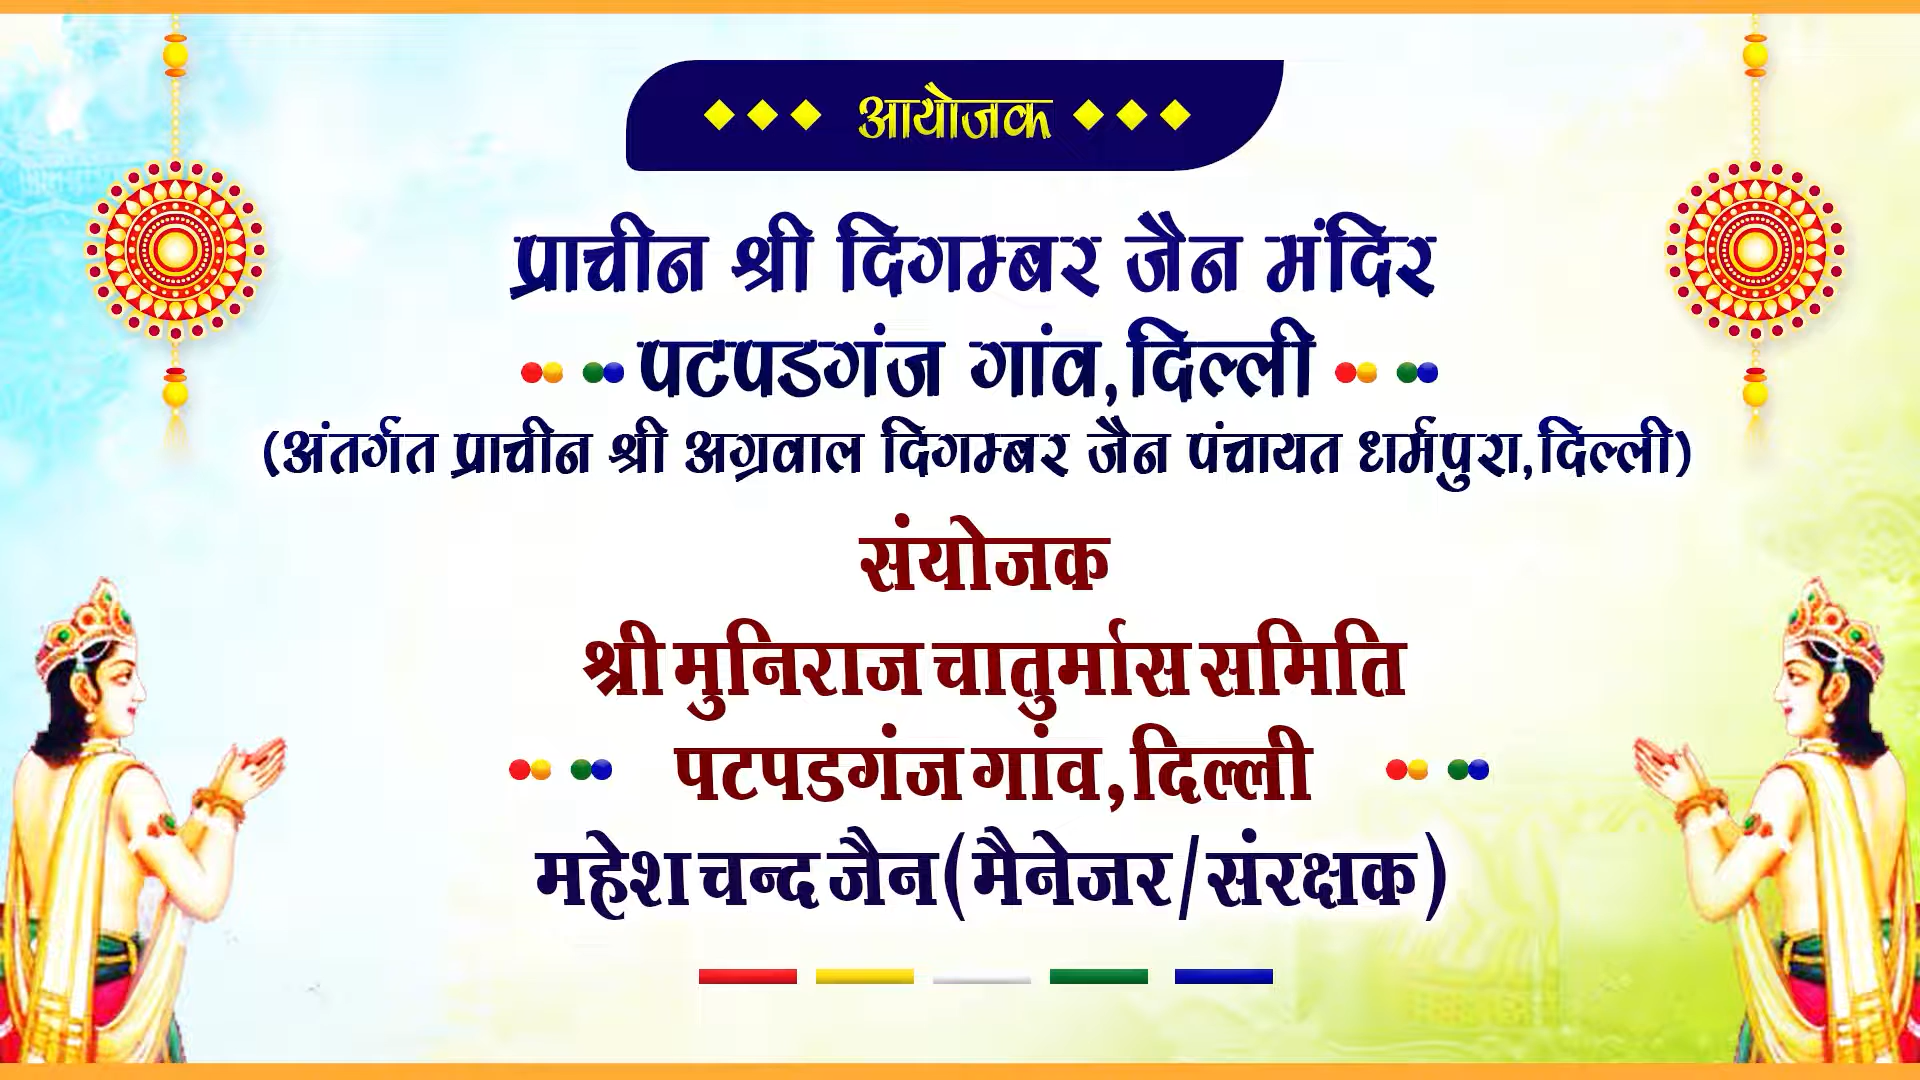 आयोजक
प्राचीन श्री दिगम्बर जैन मंदिर
पटपडगंज गांव,दिल्ली
(अंतर्गत प्राचीन श्री अग्रवाल दिगम्बर जैन पंचायत धर्मपुरा,दिल्ली)
संयोजक
श्री मुनिराज चातुर्मास समिति
पटपडगंज गांव,दिल्ली
महेश चन्द जैन(मैनेजर/संरक्षक)